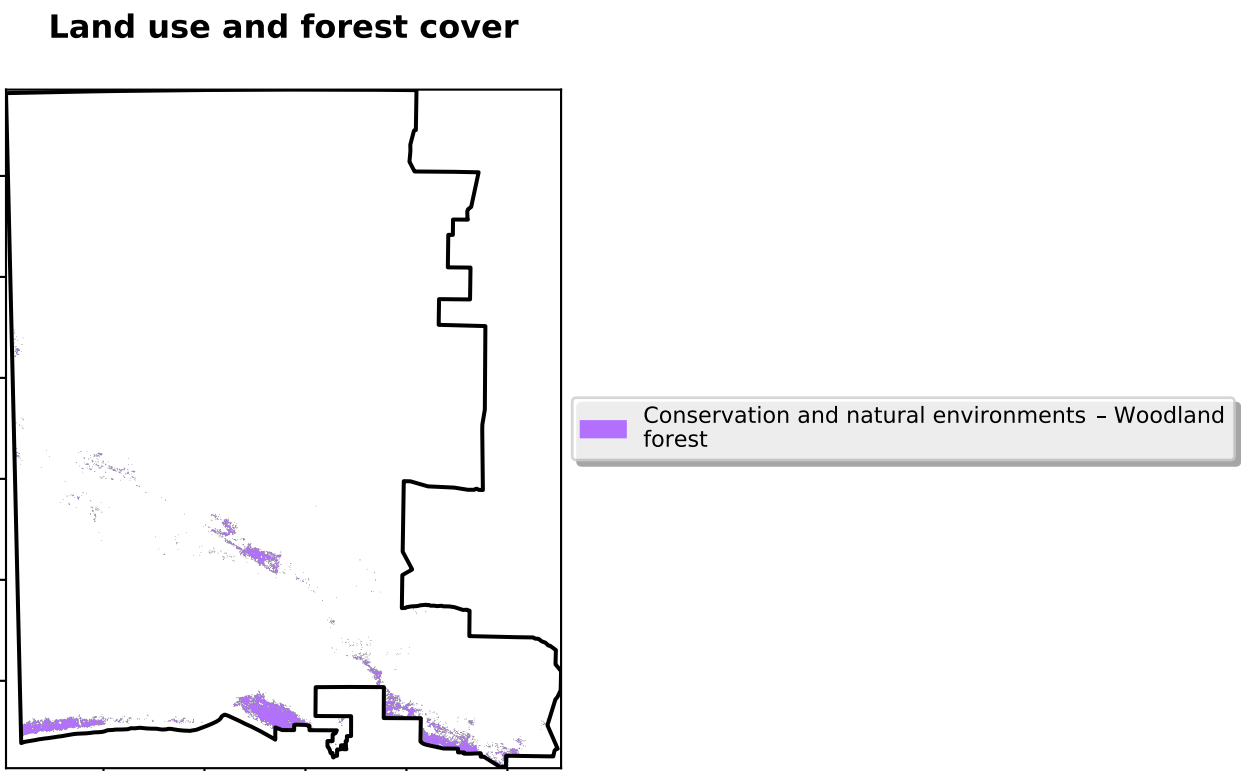 Land use and forest cover
Conservation and natural environments – Woodland
forest